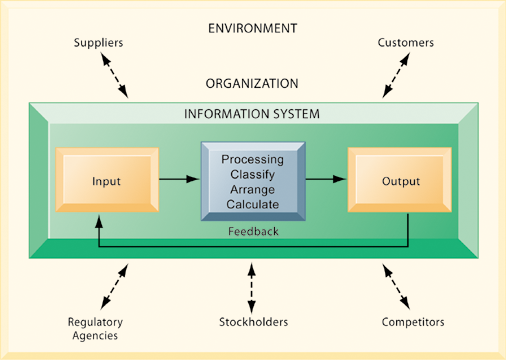 ENVIRONMENT
Suppliers
Customers
ORGANIZATION
INFORMATION SYSTEM
Input
Processing
Classify
Arrange
Calculate
Output
Feedback
Regulatory
Agencies
Stockholders
Competitors